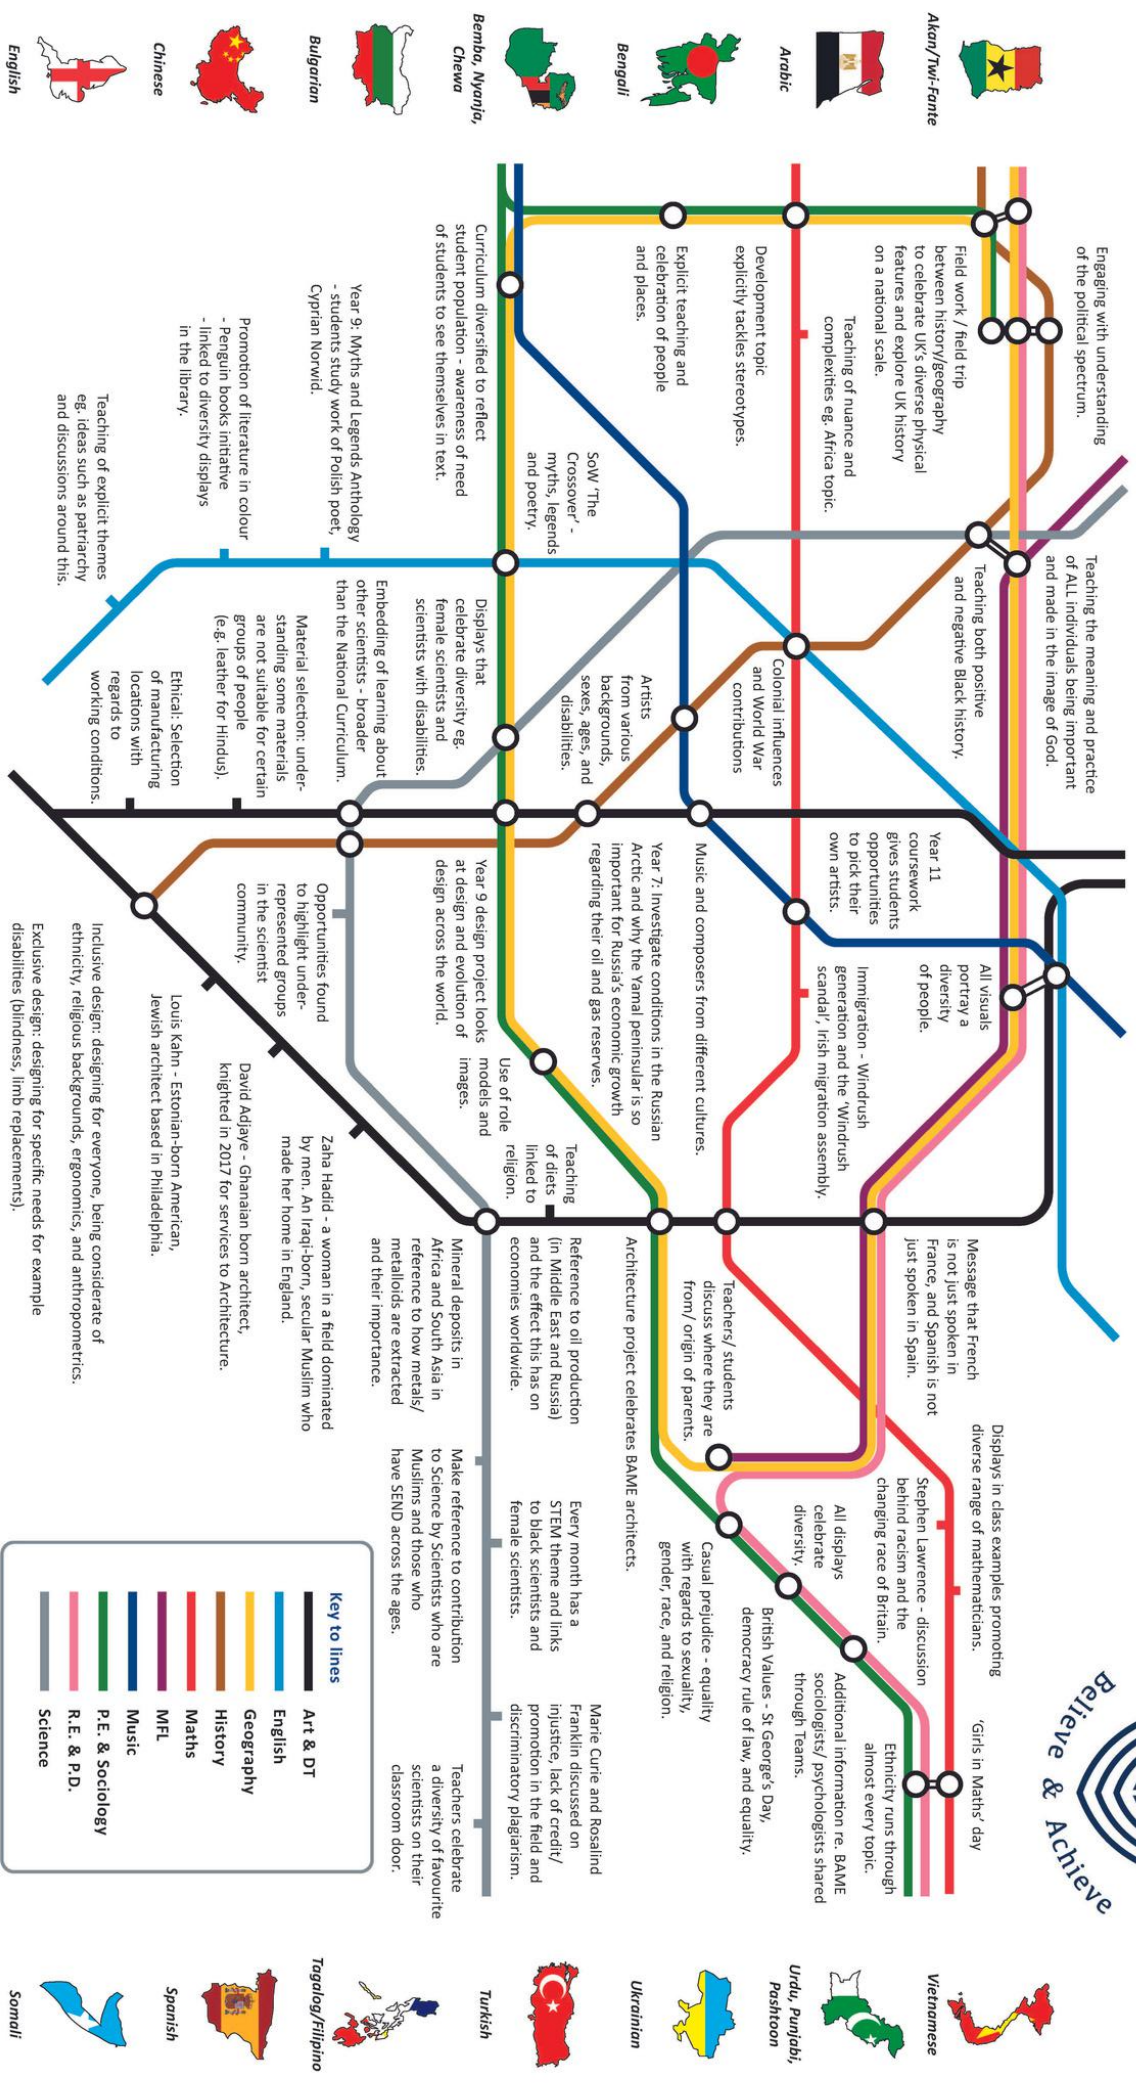 Akan/Twi-Fante
Arabic
Bengali
Bemba, Nyanja,
Chewa
Bulgarian
Chinese
English
Engaging with understanding
of the political spectrum.
Field work / field trip
between history/geography
to celebrate UK's diverse physical
features and explore UK history
on a national scale.
Teaching of nuance and
complexities eg. Africa topic.
Development topic
explicitly tackles stereotypes.
Explicit teaching and
celebration of people
and places.
SoW 'The
Crossover' -
myths, legends
and poetry.
Curriculum diversified to reflect
student population - awareness of need
of students to see themselves in text.
Year 9: Myths and Legends Anthology
- students study work of Polish poet,
Cyprian Norwid.
Promotion of literature in colour
- Penguin books initiative
- linked to diversity displays
in the library.
Teaching of explicit themes
eg. ideas such as patriarchy
and discussions around this.
Teaching the meaning and practice
of ALL individuals being important
and made in the image of God.
Teaching both positive
and negative Black history.
Colonial influences
and World War
contributions
Artists
from various
backgrounds,
sexes, ages, and
disabilities.
Displays that
celebrate diversity eg.
female scientists and
scientists with disabilities.
Embedding of learning about
other scientists - broader
than the National Curriculum.
Material selection: under-
standing some materials
are not suitable for certain
groups of people
(e.g. leather for Hindus).
Ethical: Selection
of manufacturing
locations with
regards to
working conditions.
Year 11
coursework
gives students
opportunities
to pick their
own artists.
All visuals
portray a
diversity
of people.
Immigration - Windrush
generation and the 'Windrush
scandal', Irish migration assembly.
Music and composers from different cultures.
Year 7: Investigate conditions in the Russian
Arctic and why the Yamal peninsular is so
important for Russia's economic growth
regarding their oil and gas reserves.
Year 9 design project looks
at design and evolution of
design across the world.
Use of role
models and
images.
Teaching
of diets
linked to
religion.
Opportunities found
to highlight under-
represented groups
in the scientist
community.
Louis Kahn - Estonian-born American,
Jewish architect based in Philadelphia.
David Adjaye - Ghanaian born architect,
knighted in 2017 for services to Architecture.
Zaha Hadid - a woman in a field dominated
by men. An Iraqi-born, secular Muslim who
made her home in England.
Inclusive design: designing for everyone, being considerate of
ethnicity, religious backgrounds, ergonomics, and anthropometrics.
Exclusive design: designing for specific needs for example
disabilities (blindness, limb replacements).
Message that French
is not just spoken in
France, and Spanish is not
just spoken in Spain.
Teachers/ students
discuss where they are
from/ origin of parents.
Architecture project celebrates BAME architects.
Reference to oil production
(in Middle East and Russia)
and the effect this has on
economies worldwide.
Mineral deposits in
Africa and South Asia in
reference to how metals/
metalloids are extracted
and their importance.
Displays in class examples promoting
diverse range of mathematicians.
Stephen Lawrence - discussion
behind racism and the
changing race of Britain.
All displays
celebrate
diversity.
Casual prejudice - equality
with regards to sexuality,
gender, race, and religion.
British Values - St George's Day,
democracy rule of law, and equality.
Additional information re. BAME
sociologists/ psychologists shared
through Teams.
'Girls in Maths' day
Ethnicity runs through
almost every topic.
Make reference to contribution
to Science by Scientists who are
Muslims and those who
have SEND across the ages.
Every month has a
STEM theme and links
to black scientists and
female scientists.
Marie Curie and Rosalind
Franklin discussed on
injustice, lack of credit/
promotion in the field and
discriminatory plagiarism.
Teachers celebrate
a diversity of favourite
scientists on their
classroom door.
Key to lines
Art & DT
English
Geography
History
Maths
MFL
Music
P.E. & Sociology
R.E. & P.D.
Science
Believe & Achieve
Vietnamese
Urdu, Punjabi,
Pashtoon
Ukrainian
Turkish
Tagalog/Filipino
Spanish
Somali